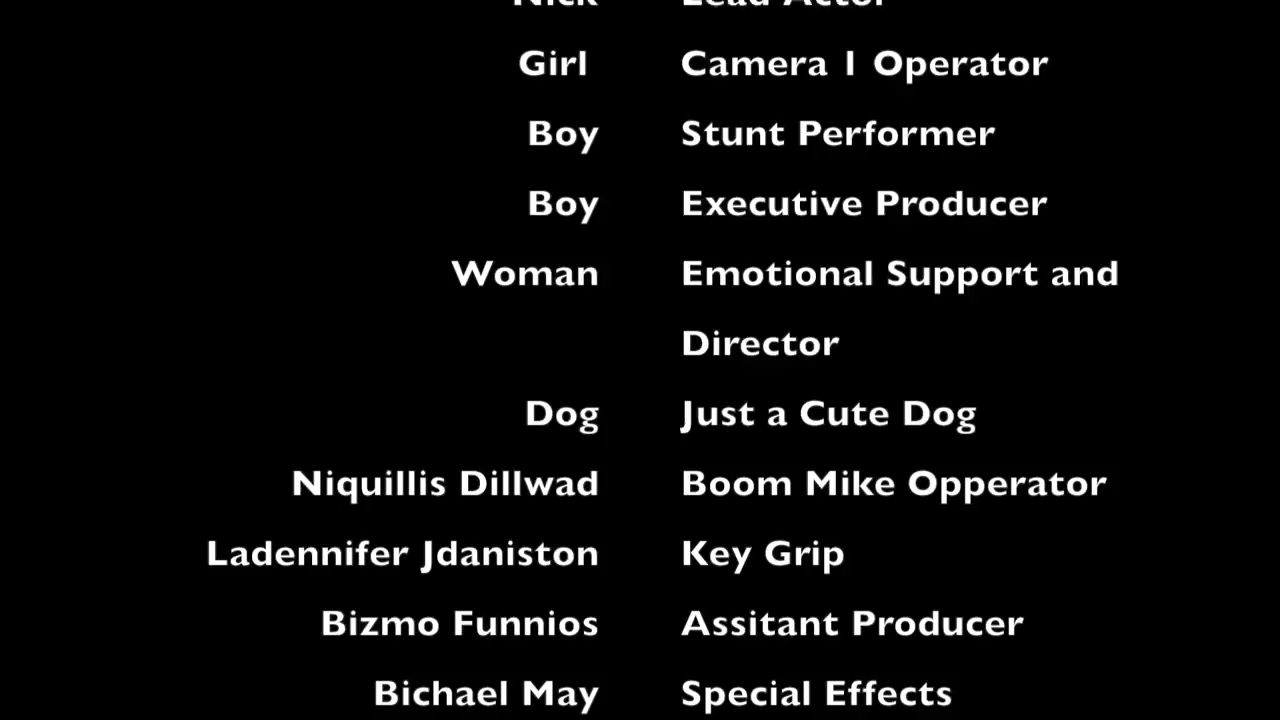 Nick Lead Actor
Girl Camera 1 Operator
Boy Stunt Performer
Boy Executive Producer
Woman Emotional Support and
Director
Dog Just a Cute Dog
Niquillis Dillwad Boom Mike Opperator
Ladennifer Jdaniston Key Grip
Bizmo Funnios Assitant Producer
Bichael May Special Effects